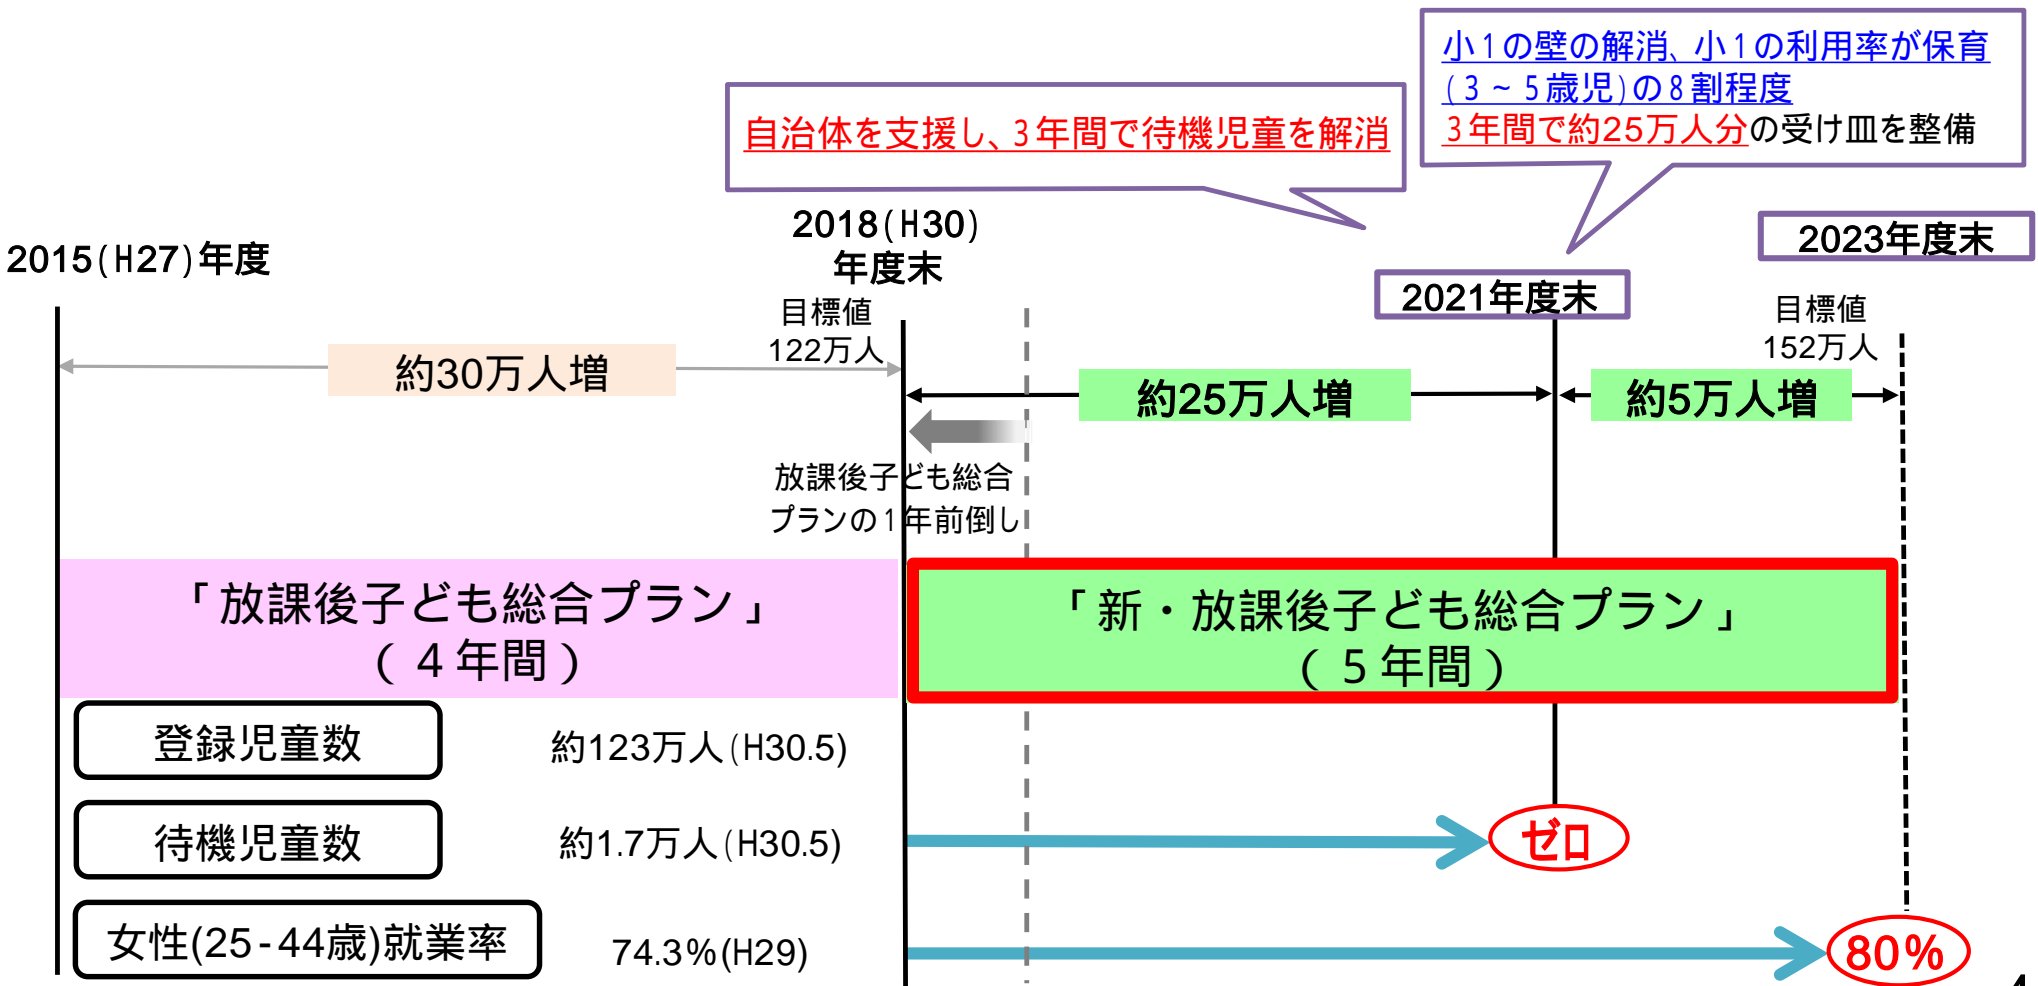 小1の壁の解消、小1の利用率が保育
(3~5歳児)の8割程度
3年間で約25万人分の受け皿を整備
自治体を支援し、3年間で待機児童を解消
2015(H27)年度
2018(H30)
年度末
2021年度末
2023年度末
目標値
122万人
目標値
152万人
約30万人増
約25万人増
約5万人増
放課後子ども総合
プランの1年前倒し
「放課後子ども総合プラン」
(4年間)
「新・放課後子ども総合プラン」
(5年間)
登録児童数
約123万人(H30.5)
待機児童数
約1.7万人(H30.5)
ゼロ
女性(25-44歳)就業率
74.3%(H29)
80%